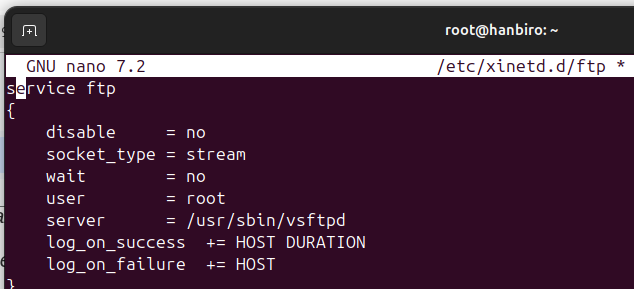 root@hanbiro: ~
GNU nano 7.2 /etc/xinetd.d/ftp *
service ftp
{
disable = no
socket_type = stream
wait = no
user = root
server = /usr/sbin/vsftpd
log_on_success += HOST DURATION
log_on_failure += HOST
}